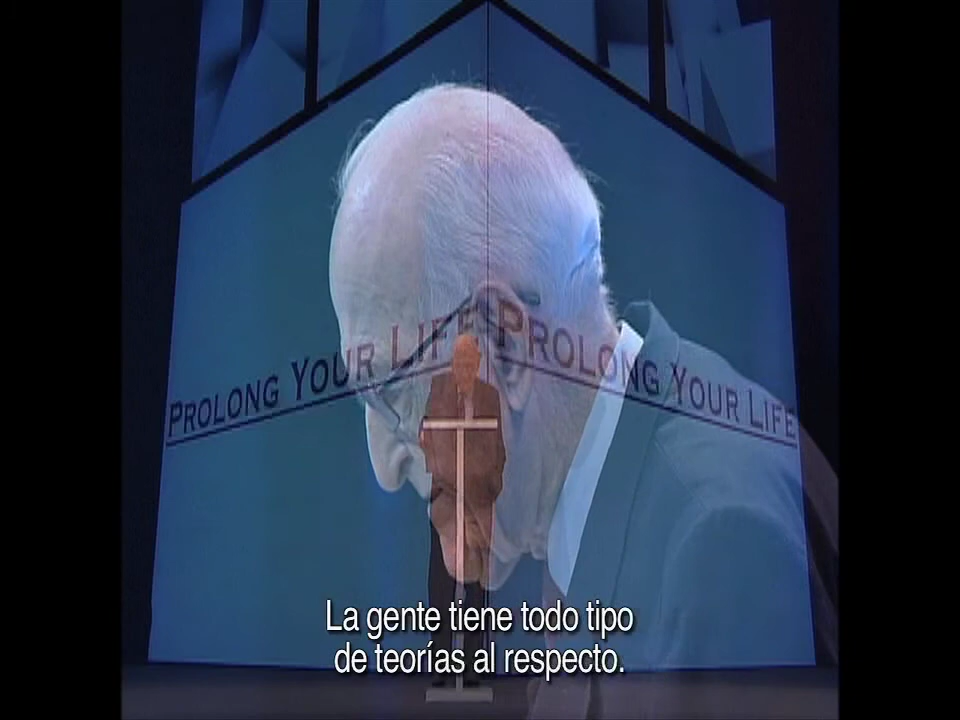 PROLONG YOUR LIFE
PROLONG YOUR LIFE
La gente tiene todo tipo
de teorías al respecto.